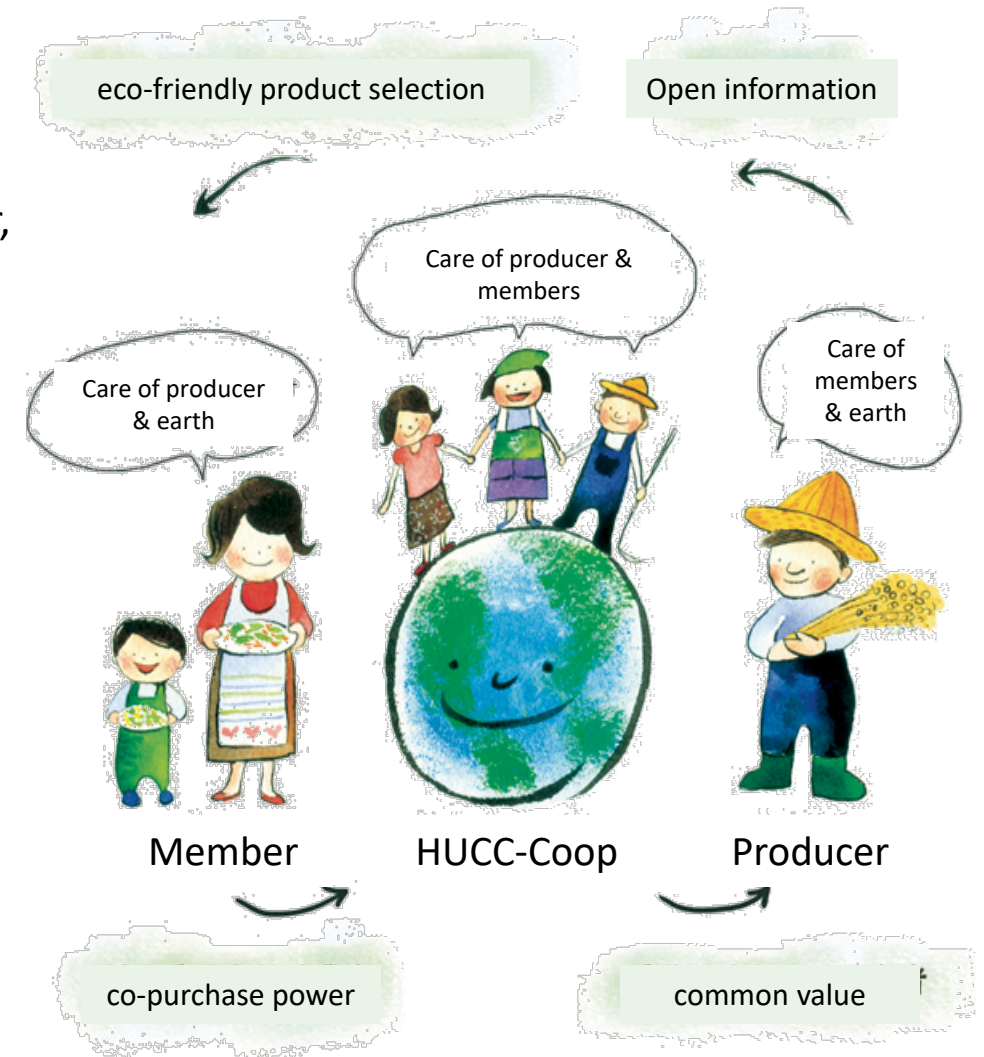 eco-friendly product selection
Open information
Care of producer &
members
Care of producer
& earth
Care of
members
& earth
Member
HUCC-Coop
Producer
co-purchase power
common value